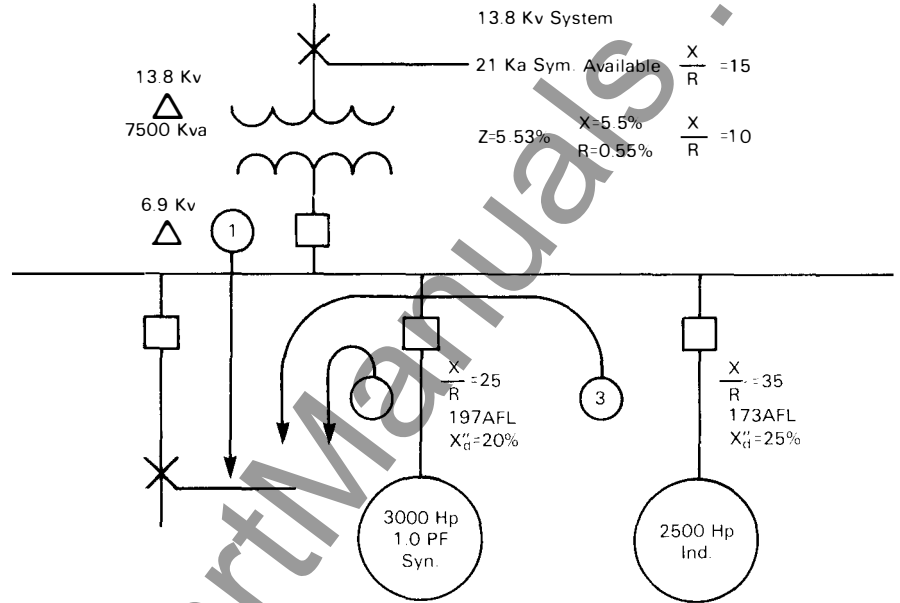 13.8 Kv System
21 Ka Sym. Available X/R =15
13.8 Kv
7500 Kva
Z=5.53% X=5.5% X/R =10
R=0.55%
6.9 Kv
1
X/R =25
197AFL
X''d=20%
3
X/R =35
173AFL
X''d=25%
3000 Hp
1.0 PF
Syn.
2500 Hp
Ind.
rtManuals.